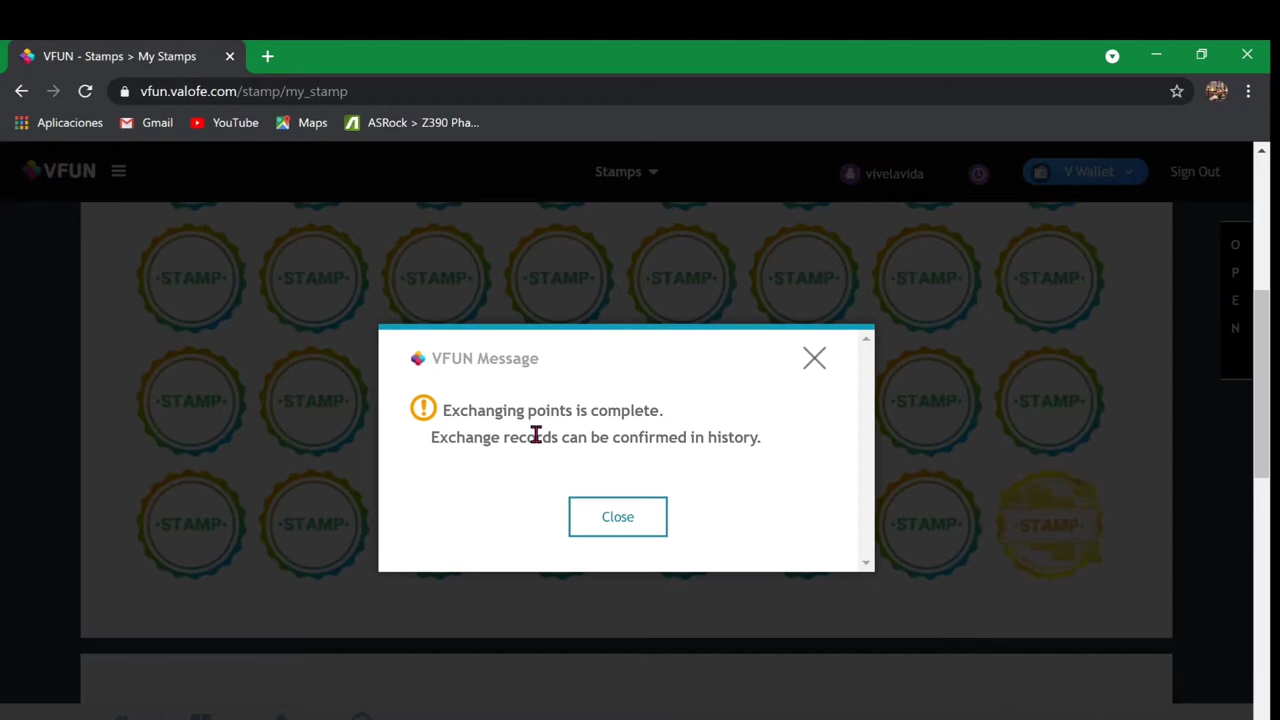 VFUN - Stamps > My Stamps
vfun.valofe.com/stamp/my_stamp
Aplicaciones Gmail YouTube Maps ASRock > Z390 Pha...
VFUN Stamps vivelavida V Wallet Sign Out
STAMP STAMP STAMP STAMP STAMP STAMP STAMP STAMP
O
P
E
N
VFUN Message
Exchanging points is complete.
Exchange records can be confirmed in history.
STAMP STAMP STAMP STAMP
Close
STAMP STAMP STAMP STAMP